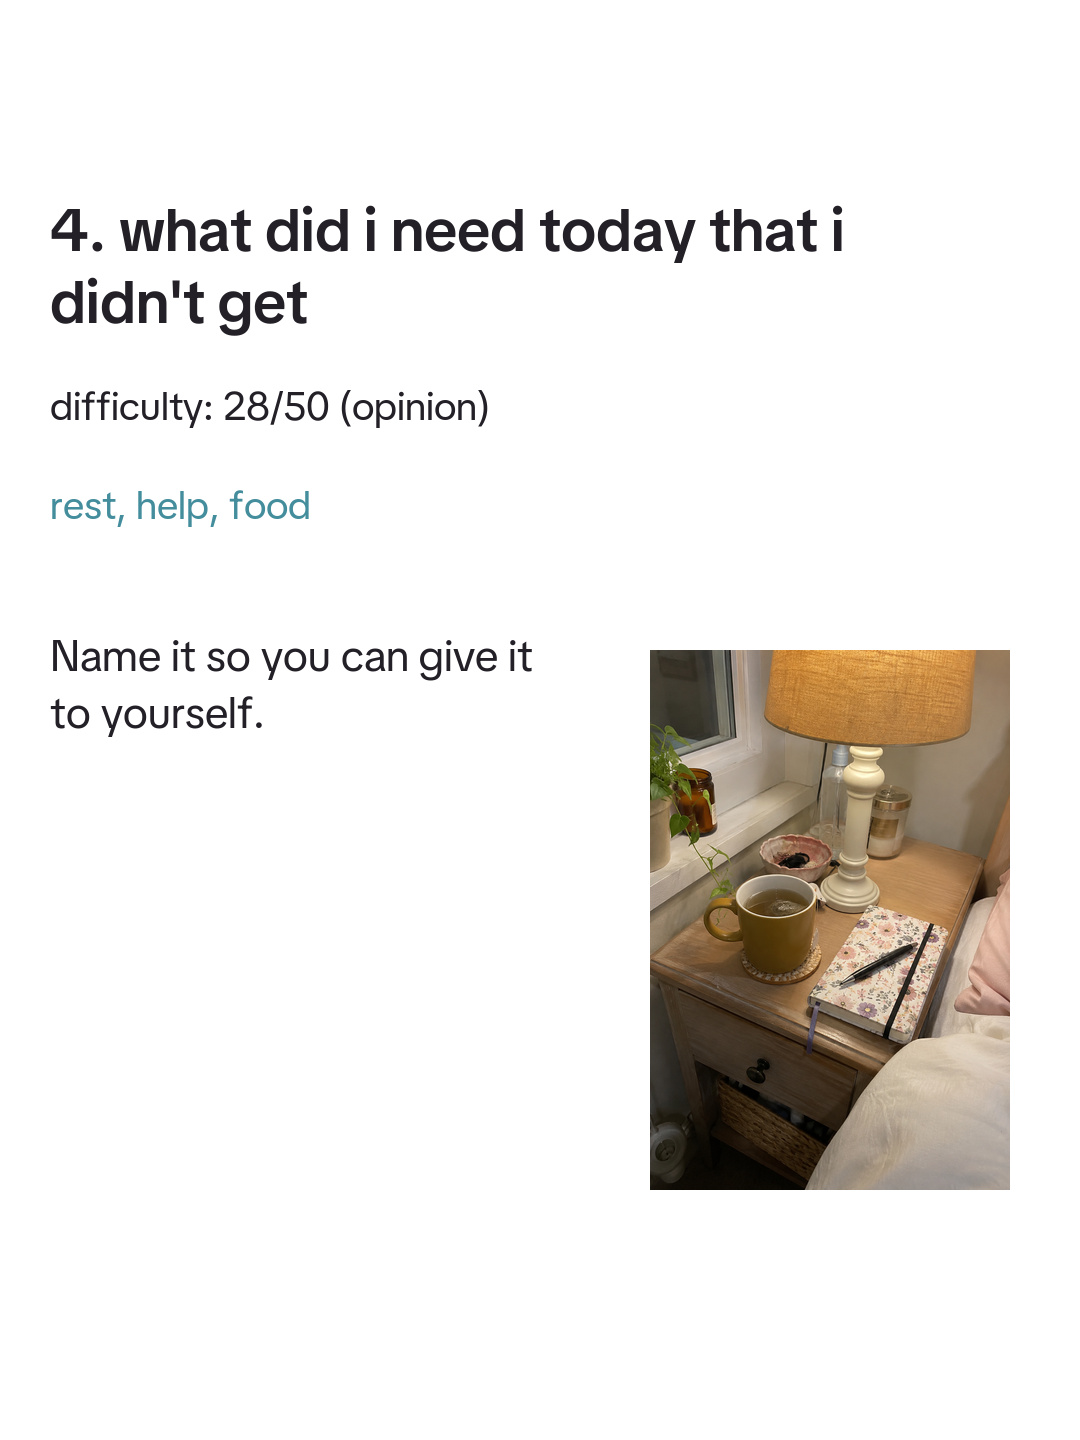 4. what did i need today that i
didn't get
difficulty: 28/50 (opinion)
rest, help, food
Name it so you can give it
to yourself.